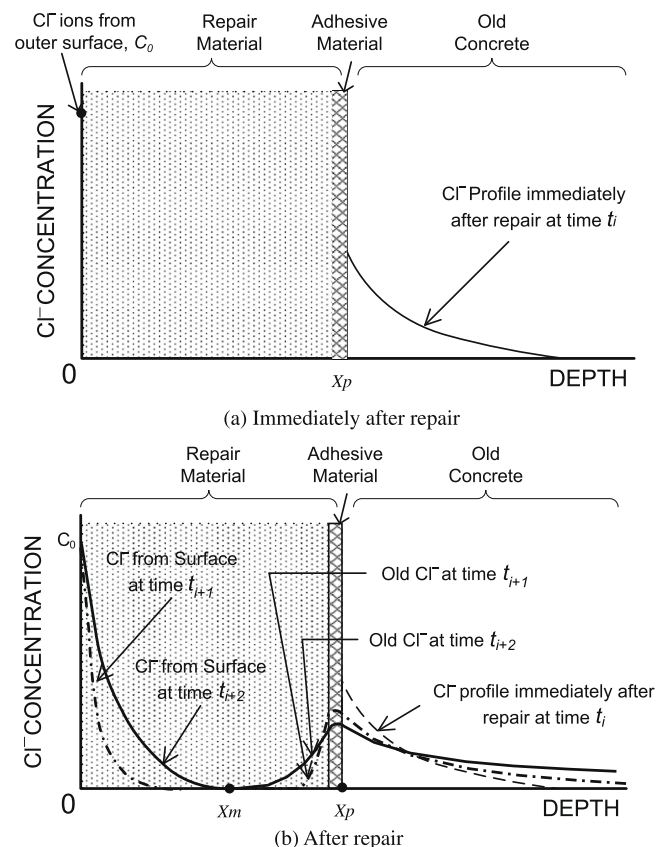 Cl⁻ ions from
outer surface, C₀
Repair
Material
Adhesive
Material
Old
Concrete
Cl⁻ CONCENTRATION
Cl⁻ Profile immediately
after repair at time tᵢ
0
Xp
DEPTH
(a) Immediately after repair
Repair
Material
Adhesive
Material
Old
Concrete
C₀
Cl⁻ CONCENTRATION
Cl⁻ from Surface
at time tᵢ₊₁
Old Cl⁻ at time tᵢ₊₁
Old Cl⁻ at time tᵢ₊₂
Cl⁻ from Surface
at time tᵢ₊₂
Cl⁻ profile immediately after
repair at time tᵢ
0
Xm
Xp
DEPTH
(b) After repair